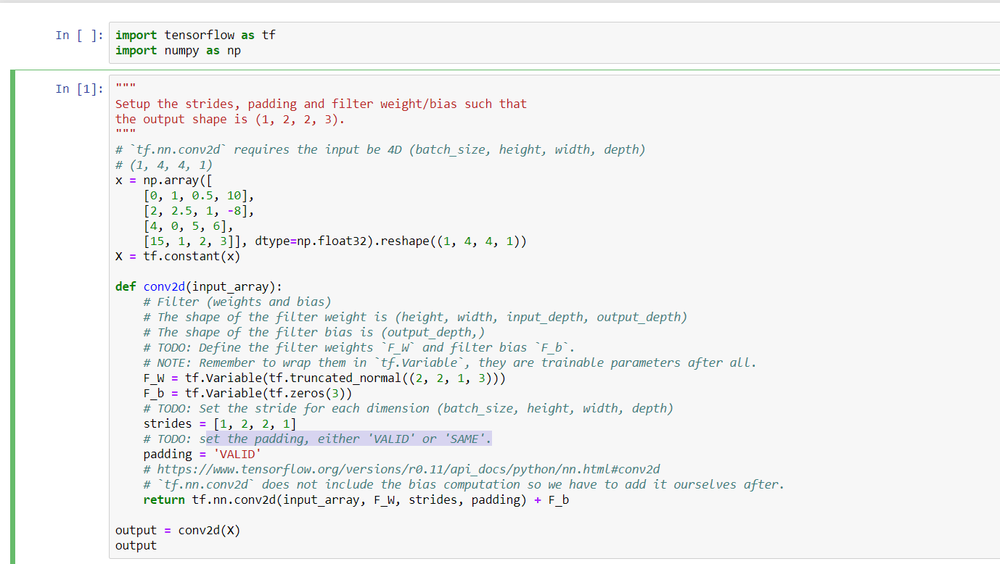 In [ ]:
import tensorflow as tf
import numpy as np
In [1]:
"""
Setup the strides, padding and filter weight/bias such that
the output shape is (1, 2, 2, 3).
"""
# `tf.nn.conv2d` requires the input be 4D (batch_size, height, width, depth)
# (1, 4, 4, 1)
x = np.array([
    [0, 1, 0.5, 10],
    [2, 2.5, 1, -8],
    [4, 0, 5, 6],
    [15, 1, 2, 3]], dtype=np.float32).reshape((1, 4, 4, 1))
X = tf.constant(x)

def conv2d(input_array):
    # Filter (weights and bias)
    # The shape of the filter weight is (height, width, input_depth, output_depth)
    # The shape of the filter bias is (output_depth,)
    # TODO: Define the filter weights `F_W` and filter bias `F_b`.
    # NOTE: Remember to wrap them in `tf.Variable`, they are trainable parameters after all.
    F_W = tf.Variable(tf.truncated_normal((2, 2, 1, 3)))
    F_b = tf.Variable(tf.zeros(3))
    # TODO: Set the stride for each dimension (batch_size, height, width, depth)
    strides = [1, 2, 2, 1]
    # TODO: set the padding, either 'VALID' or 'SAME'.
    padding = 'VALID'
    # https://www.tensorflow.org/versions/r0.11/api_docs/python/nn.html#conv2d
    # `tf.nn.conv2d` does not include the bias computation so we have to add it ourselves after.
    return tf.nn.conv2d(input_array, F_W, strides, padding) + F_b

output = conv2d(X)
output